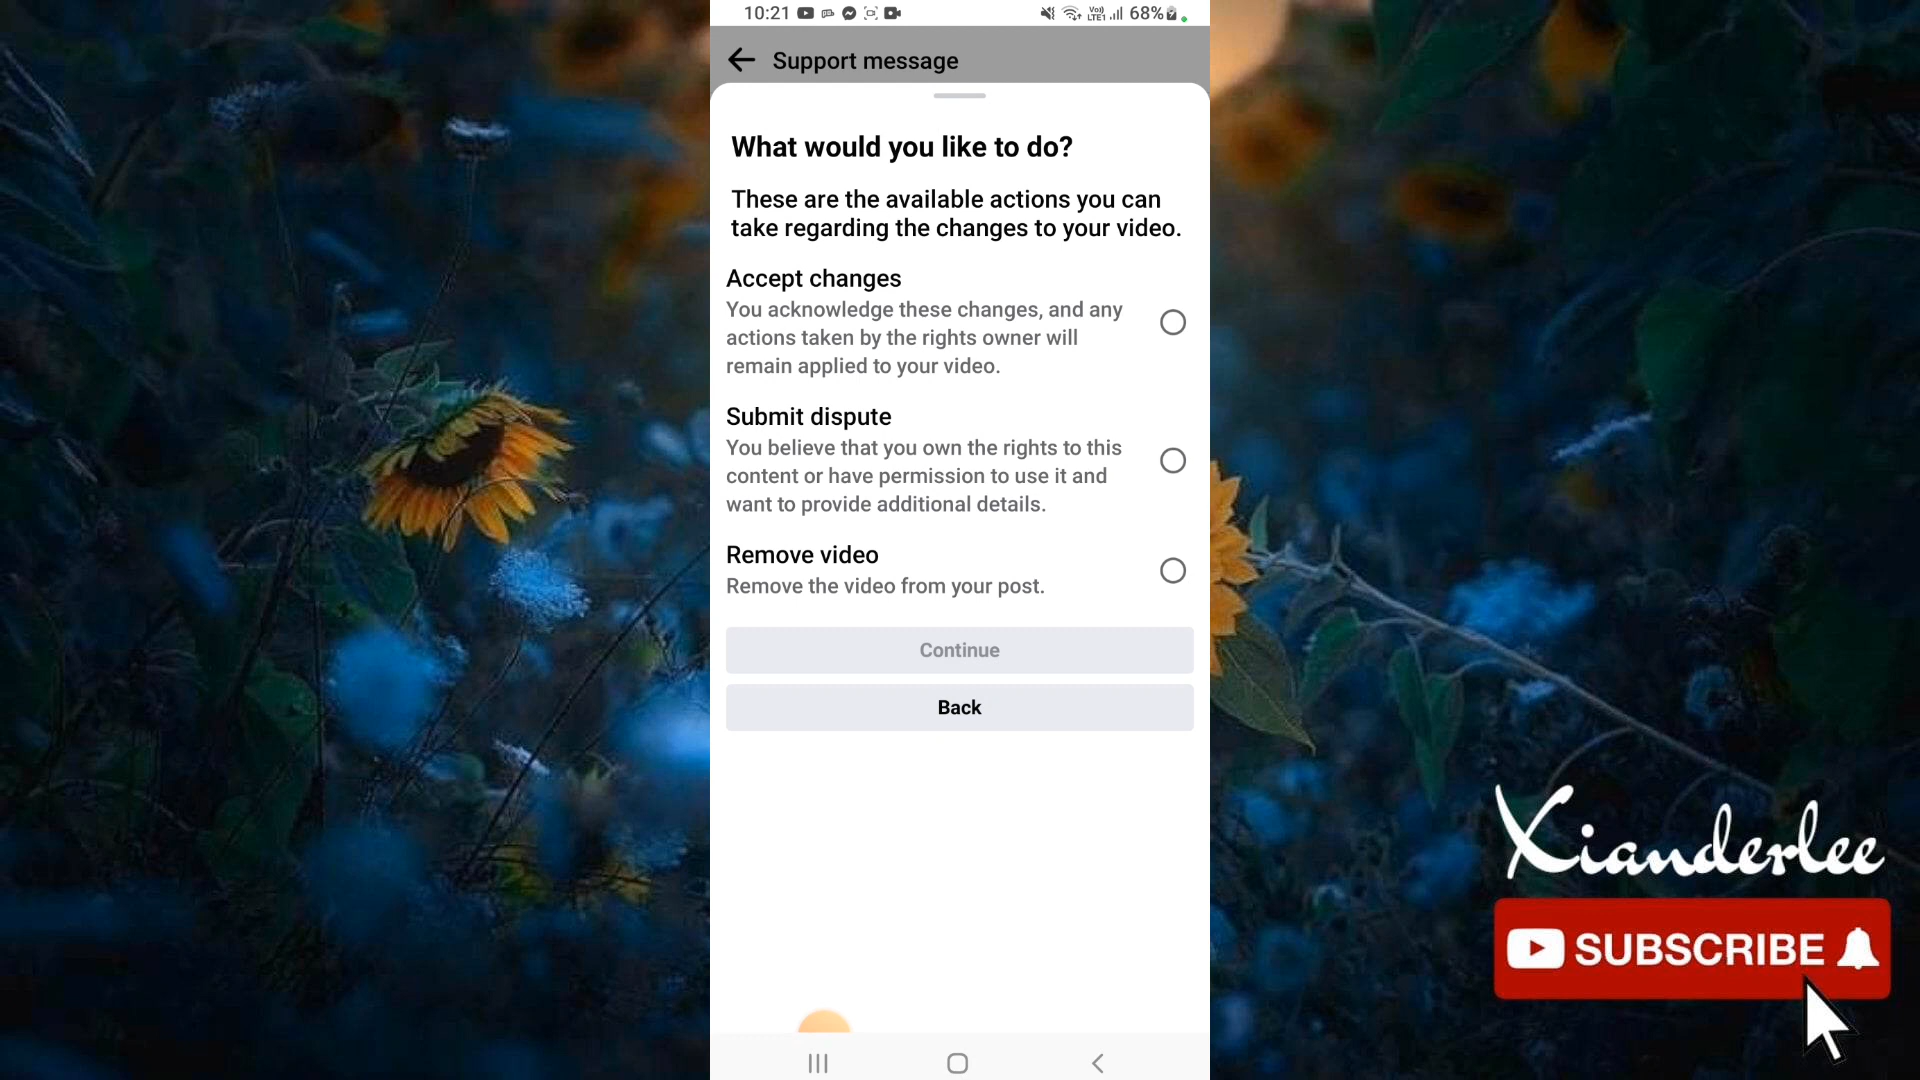 10:21
Vo))
LTE1
68%
Support message
What would you like to do?
These are the available actions you can
take regarding the changes to your video.
Accept changes
You acknowledge these changes, and any
actions taken by the rights owner will
remain applied to your video.
Submit dispute
You believe that you own the rights to this
content or have permission to use it and
want to provide additional details.
Remove video
Remove the video from your post.
Continue
Back
Xianderlee
SUBSCRIBE